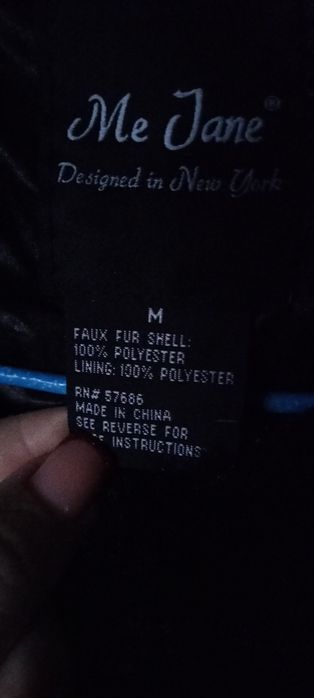 Me Jane®
Designed in New York
M
FAUX FUR SHELL:
100% POLYESTER
LINING: 100% POLYESTER
RN# 57686
MADE IN CHINA
SEE REVERSE FOR
INSTRUCTIONS